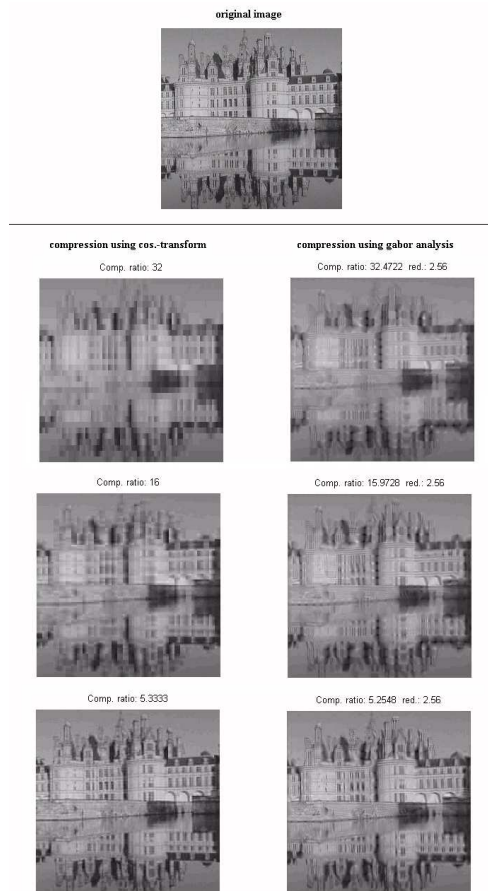 original image
compression using cos.-transform
compression using gabor analysis
Comp. ratio: 32
Comp. ratio: 32.4722 red.: 2.56
Comp. ratio: 16
Comp. ratio: 15.9728 red.: 2.56
Comp. ratio: 5.3333
Comp. ratio: 5.2548 red.: 2.56